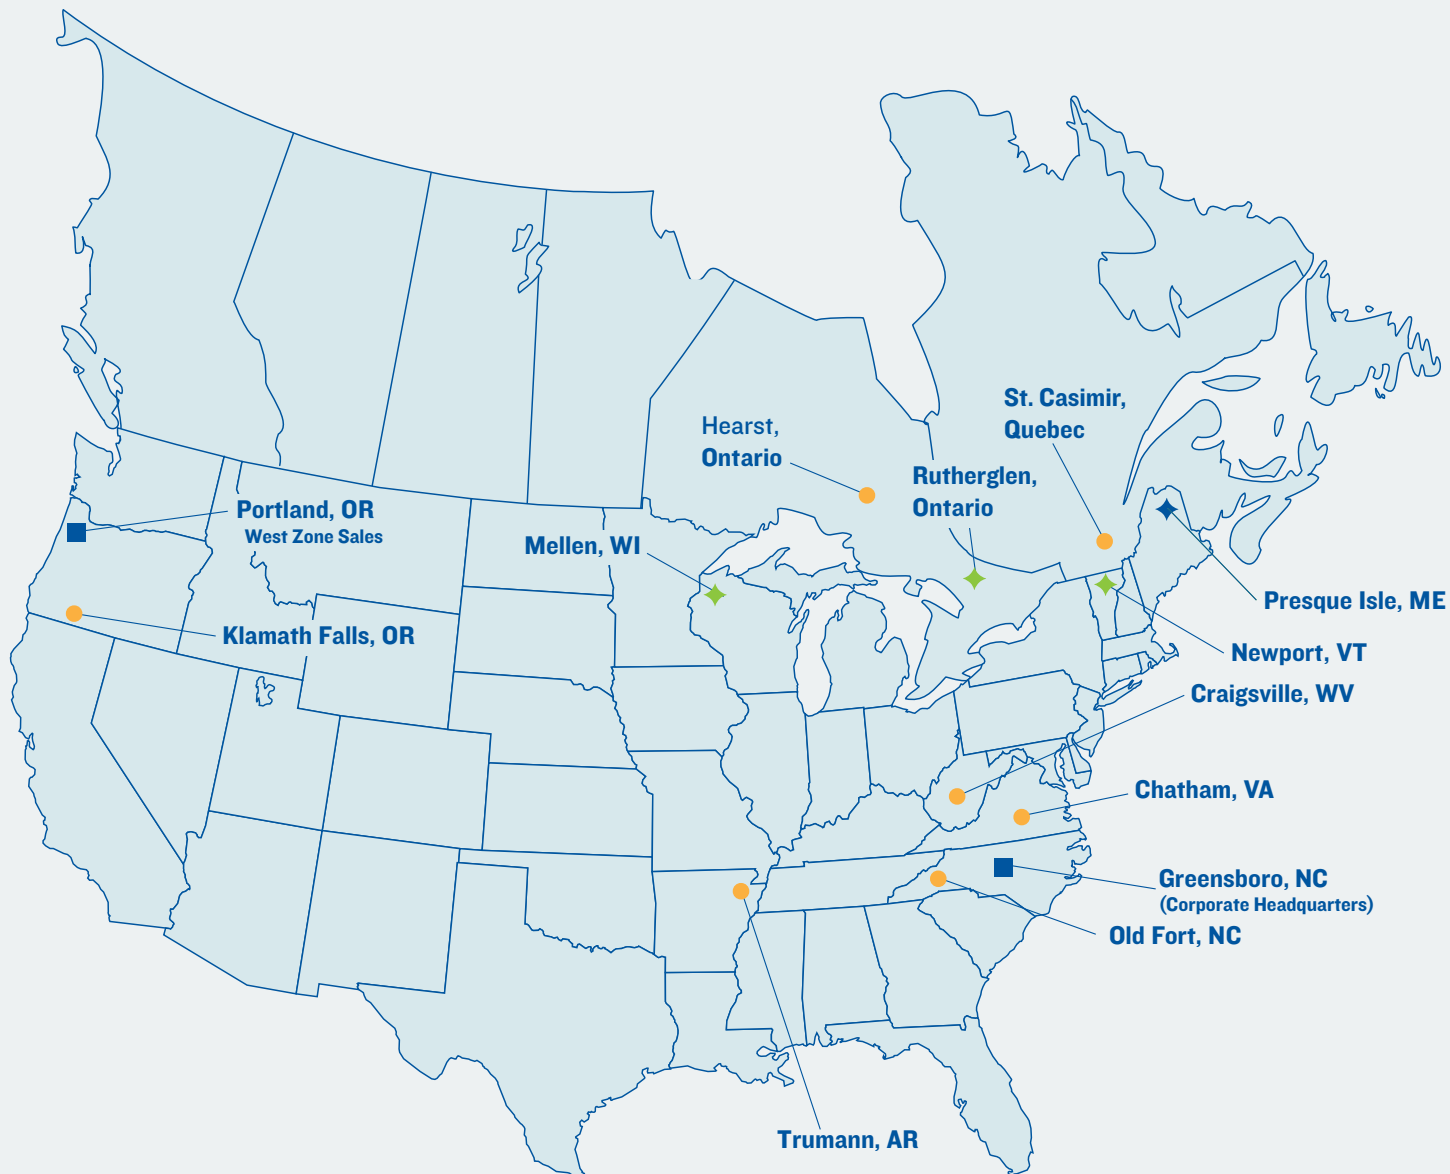 St. Casimir,
Quebec
Hearst,
Ontario
Rutherglen,
Ontario
Portland, OR
West Zone Sales
Mellen, WI
Presque Isle, ME
Klamath Falls, OR
Newport, VT
Craigsville, WV
Chatham, VA
Greensboro, NC
(Corporate Headquarters)
Old Fort, NC
Trumann, AR